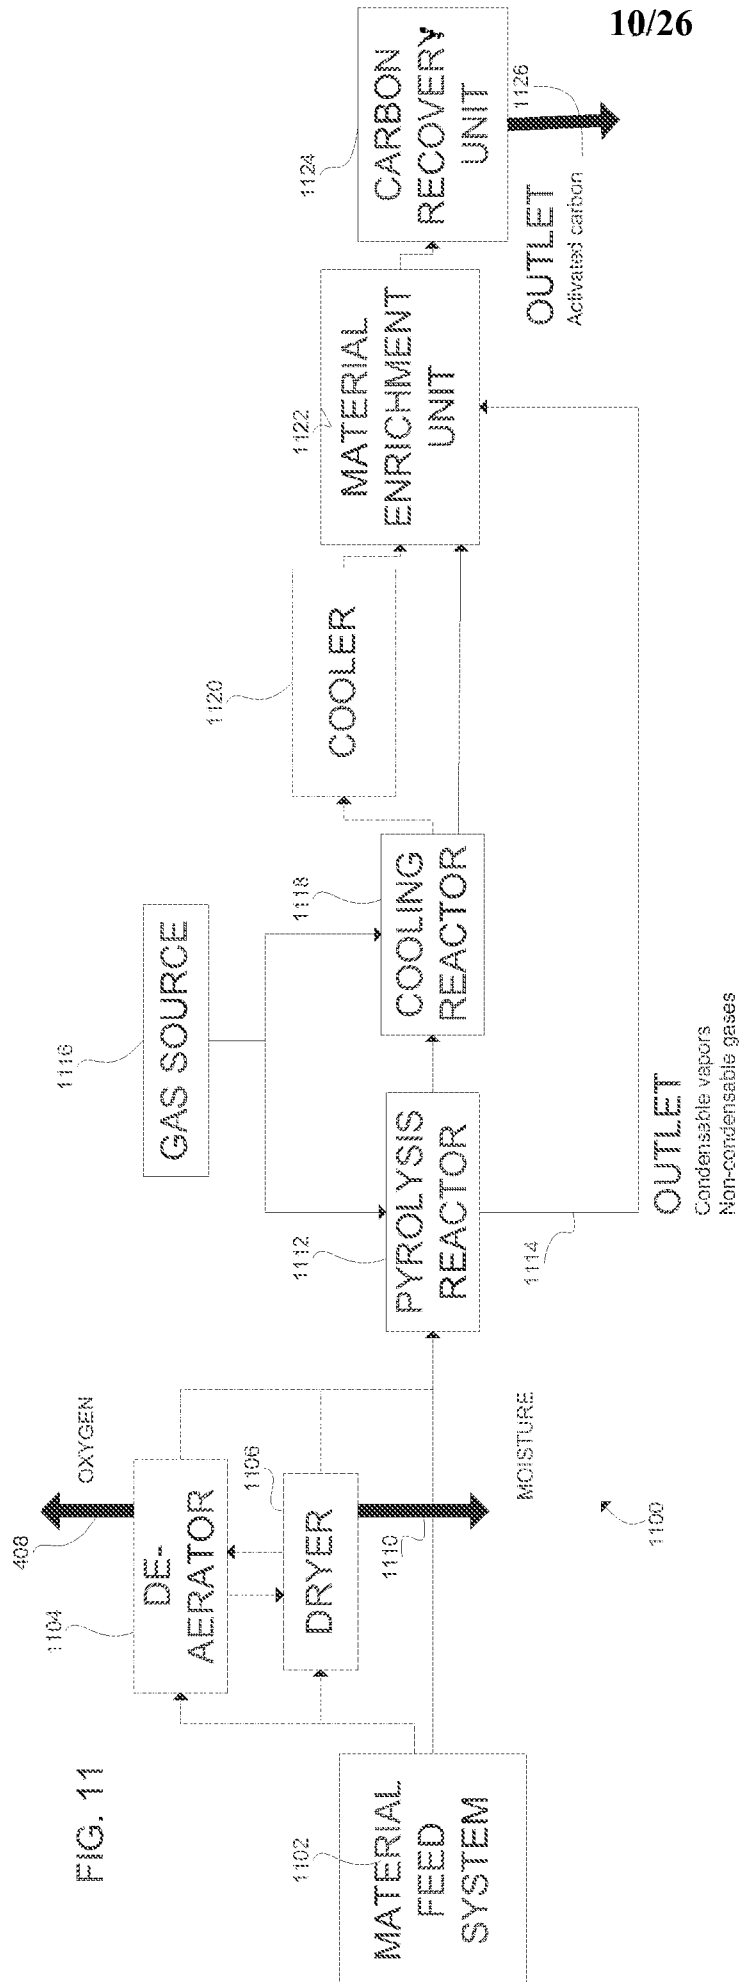 10/26
FIG. 11
MATERIAL
FEED
SYSTEM
1102
DE-
AERATOR
1104
OXYGEN
408
DRYER
1106
MOISTURE
1110
PYROLYSIS
REACTOR
1112
1114
OUTLET
Condensable vapors
Non-condensable gases
GAS SOURCE
1116
COOLING
REACTOR
1118
COOLER
1120
MATERIAL
ENRICHMENT
UNIT
1122
CARBON
RECOVERY
UNIT
1124
OUTLET
Activated carbon
1126
1100